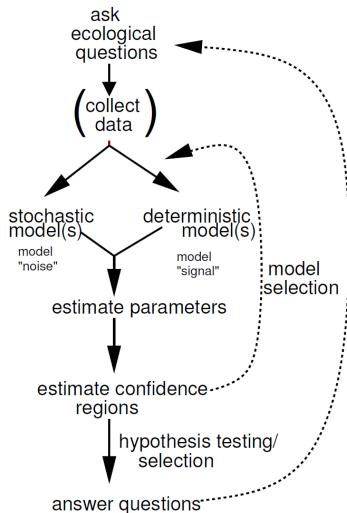 ask
ecological
questions
(collect
data)
stochastic
model(s)
deterministic
model(s)
model
"noise"
model
"signal"
model
selection
estimate parameters
estimate confidence
regions
hypothesis testing/
selection
answer questions